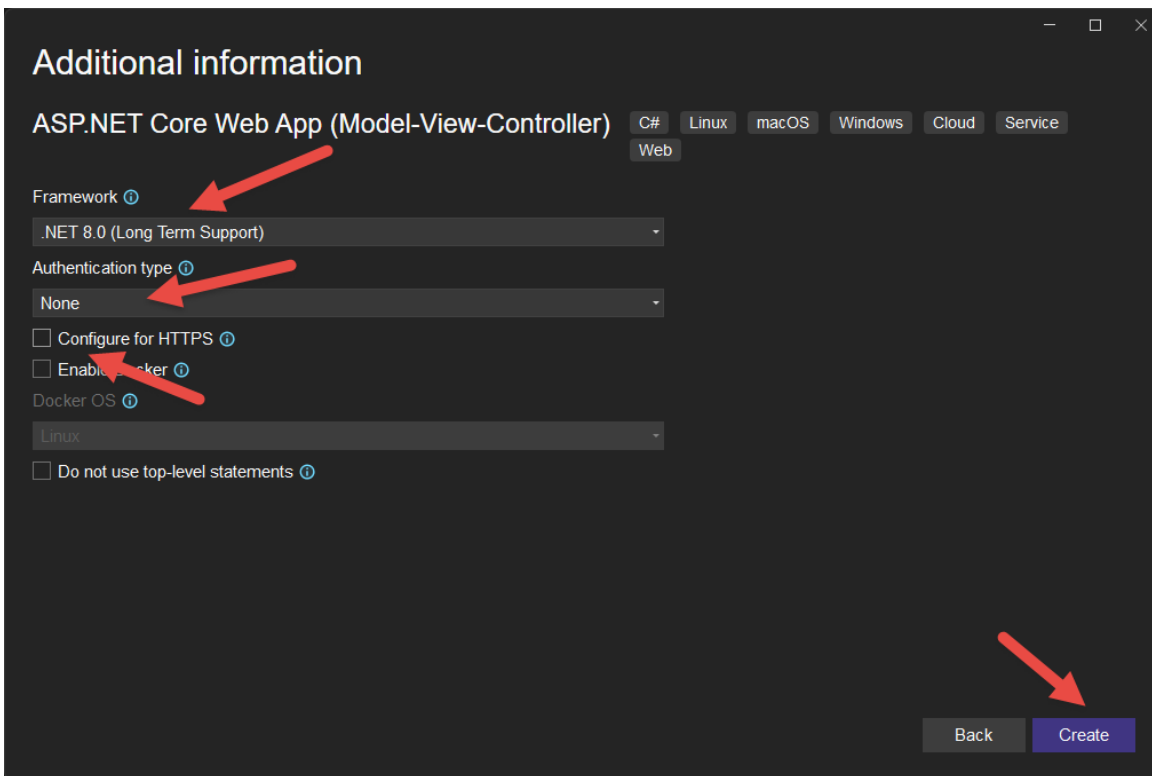 Additional information
ASP.NET Core Web App (Model-View-Controller) C# Linux macOS Windows Cloud Service
Web
Framework
.NET 8.0 (Long Term Support)
Authentication type
None
Configure for HTTPS
Docker OS
Linux
Do not use top-level statements
Back Create